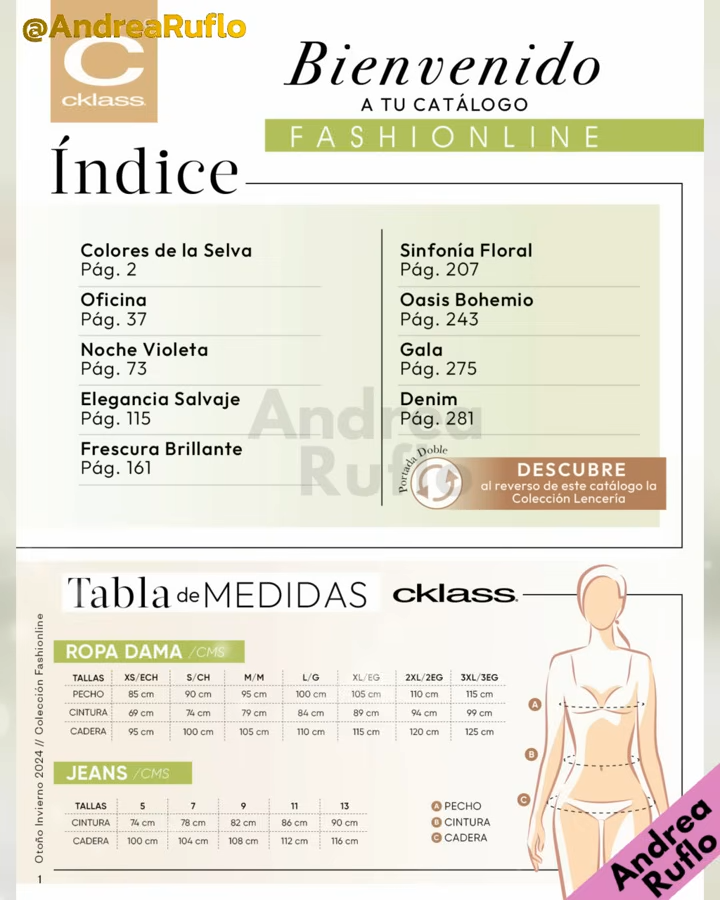 @AndreaRuflo
C
cklass
Bienvenido
A TU CATÁLOGO
FASHIONLINE
Índice
Colores de la Selva
Pág. 2
Oficina
Pág. 37
Noche Violeta
Pág. 73
Elegancia Salvaje
Pág. 115
Frescura Brillante
Pág. 161
Sinfonía Floral
Pág. 207
Oasis Bohemio
Pág. 243
Gala
Pág. 275
Denim
Pág. 281
Andrea
Ruflo
Portada Doble
DESCUBRE
al reverso de este catálogo la
Colección Lencería
Tabla de MEDIDAS
cklass.
ROPA DAMA /CMS
TALLAS XS/ECH S/CH M/M L/G XL/EG 2XL/2EG 3XL/3EG
PECHO 85 cm 90 cm 95 cm 100 cm 105 cm 110 cm 115 cm
CINTURA 69 cm 74 cm 79 cm 84 cm 89 cm 94 cm 99 cm
CADERA 95 cm 100 cm 105 cm 110 cm 115 cm 120 cm 125 cm
JEANS /CMS
TALLAS 5 7 9 11 13
CINTURA 74 cm 78 cm 82 cm 86 cm 90 cm
CADERA 100 cm 104 cm 108 cm 112 cm 116 cm
A PECHO
B CINTURA
C CADERA
A
B
C
Otoño Invierno 2024 // Colección Fashionline
1
Andrea
Ruflo